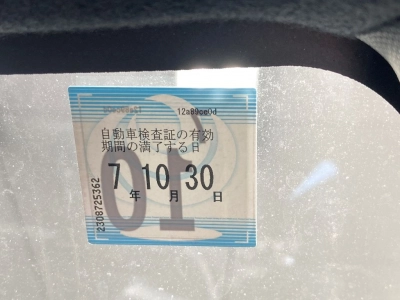 12a89ce0d
自動車検査証の有効
期間の満了する日
7 10 30
年 月 日
2308725362